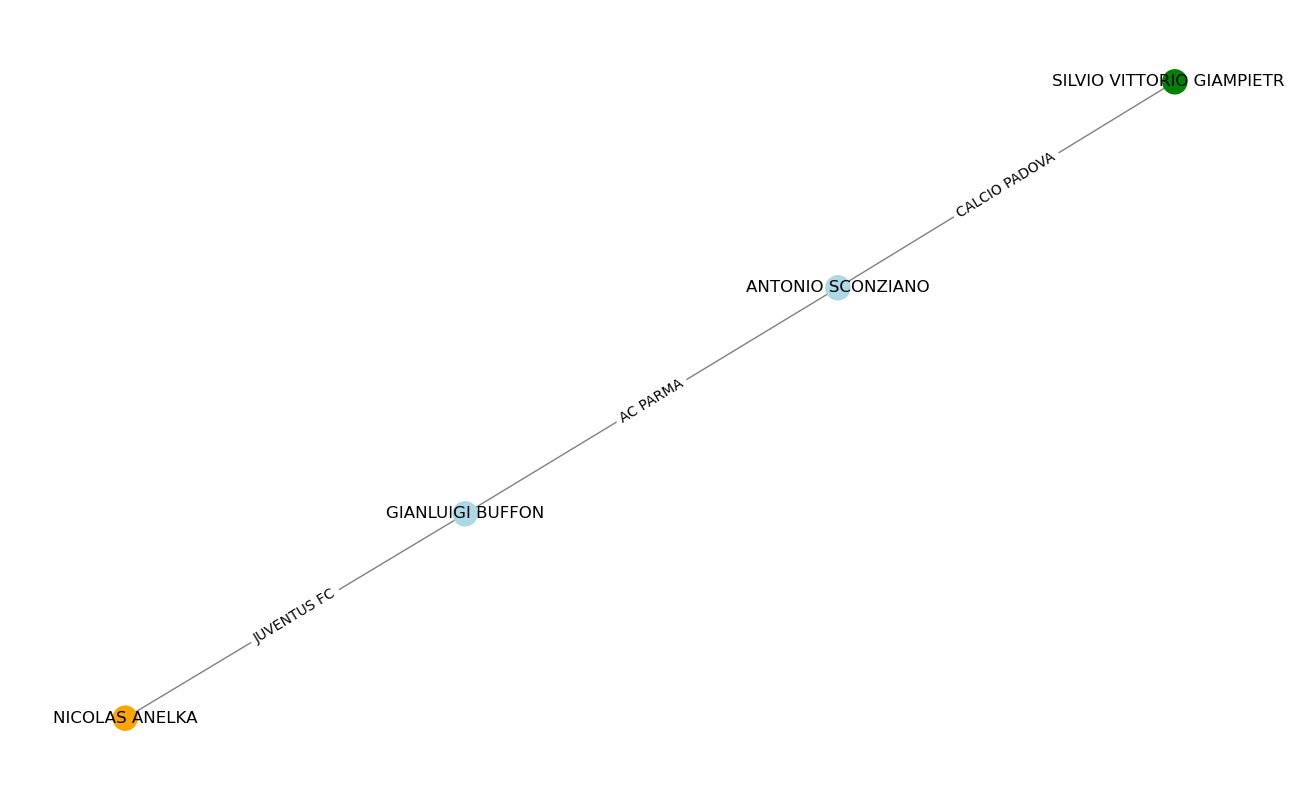 SILVIO VITTORIO GIAMPIETR
CALCIO PADOVA
ANTONIO SCONZIANO
AC PARMA
GIANLUIGI BUFFON
JUVENTUS FC
NICOLAS ANELKA